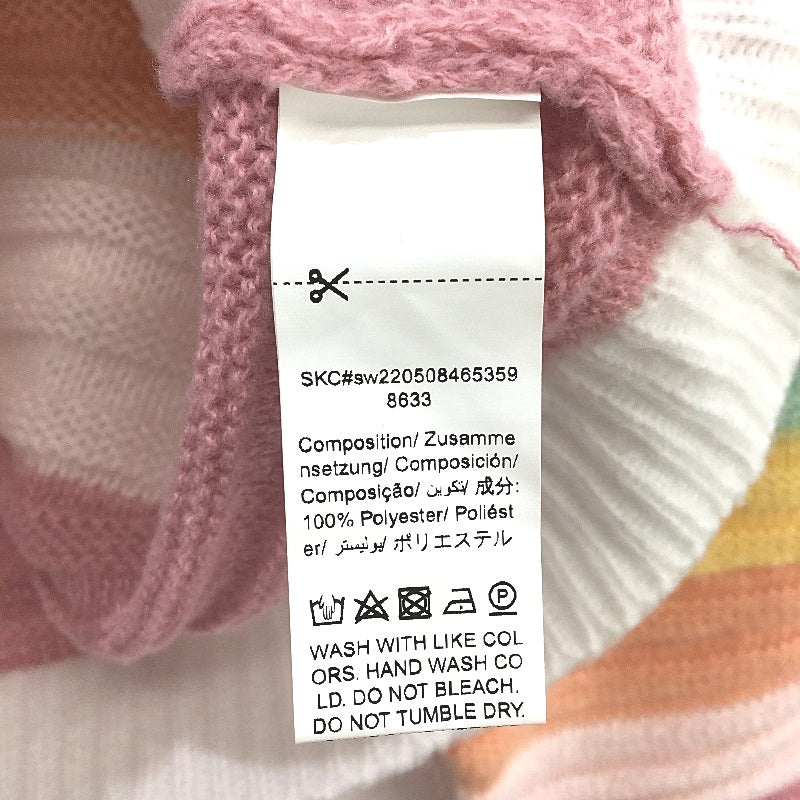 SKC#sw220508465359
8633
Composition/ Zusamme
nsetzung/ Composición/
Composição/ تكوين/ 成分:
100% Polyester/ Poliést
er/ بوليستر/ ポリエステル
P
WASH WITH LIKE COL
ORS. HAND WASH CO
LD. DO NOT BLEACH.
DO NOT TUMBLE DRY.